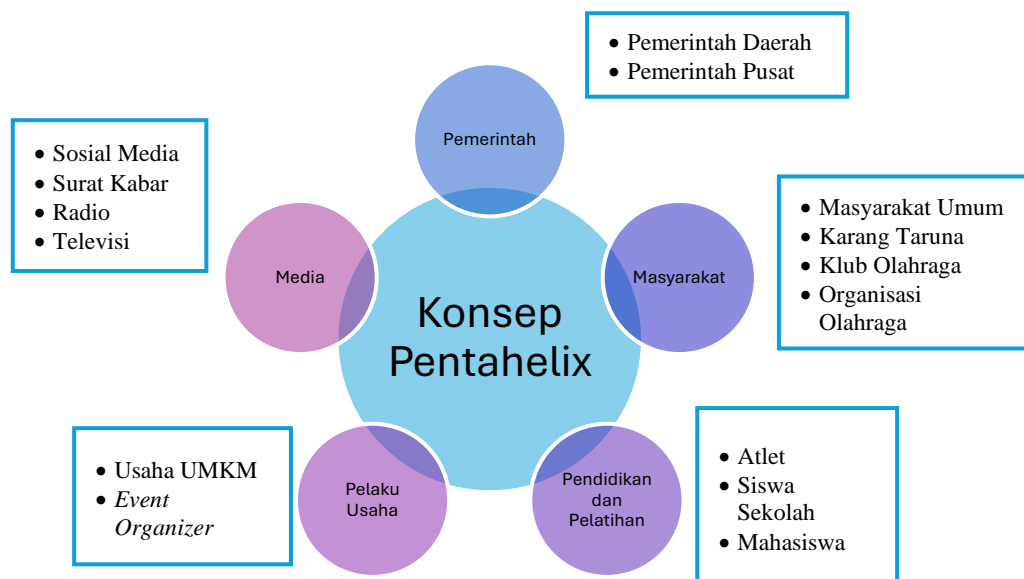 • Pemerintah Daerah
• Pemerintah Pusat
Pemerintah
• Sosial Media
• Surat Kabar
• Radio
• Televisi
Media
• Masyarakat Umum
• Karang Taruna
• Klub Olahraga
• Organisasi
Olahraga
Masyarakat
Konsep
Pentahelix
• Usaha UMKM
• Event
Organizer
Pelaku
Usaha
Pendidikan
dan
Pelatihan
• Atlet
• Siswa
Sekolah
• Mahasiswa